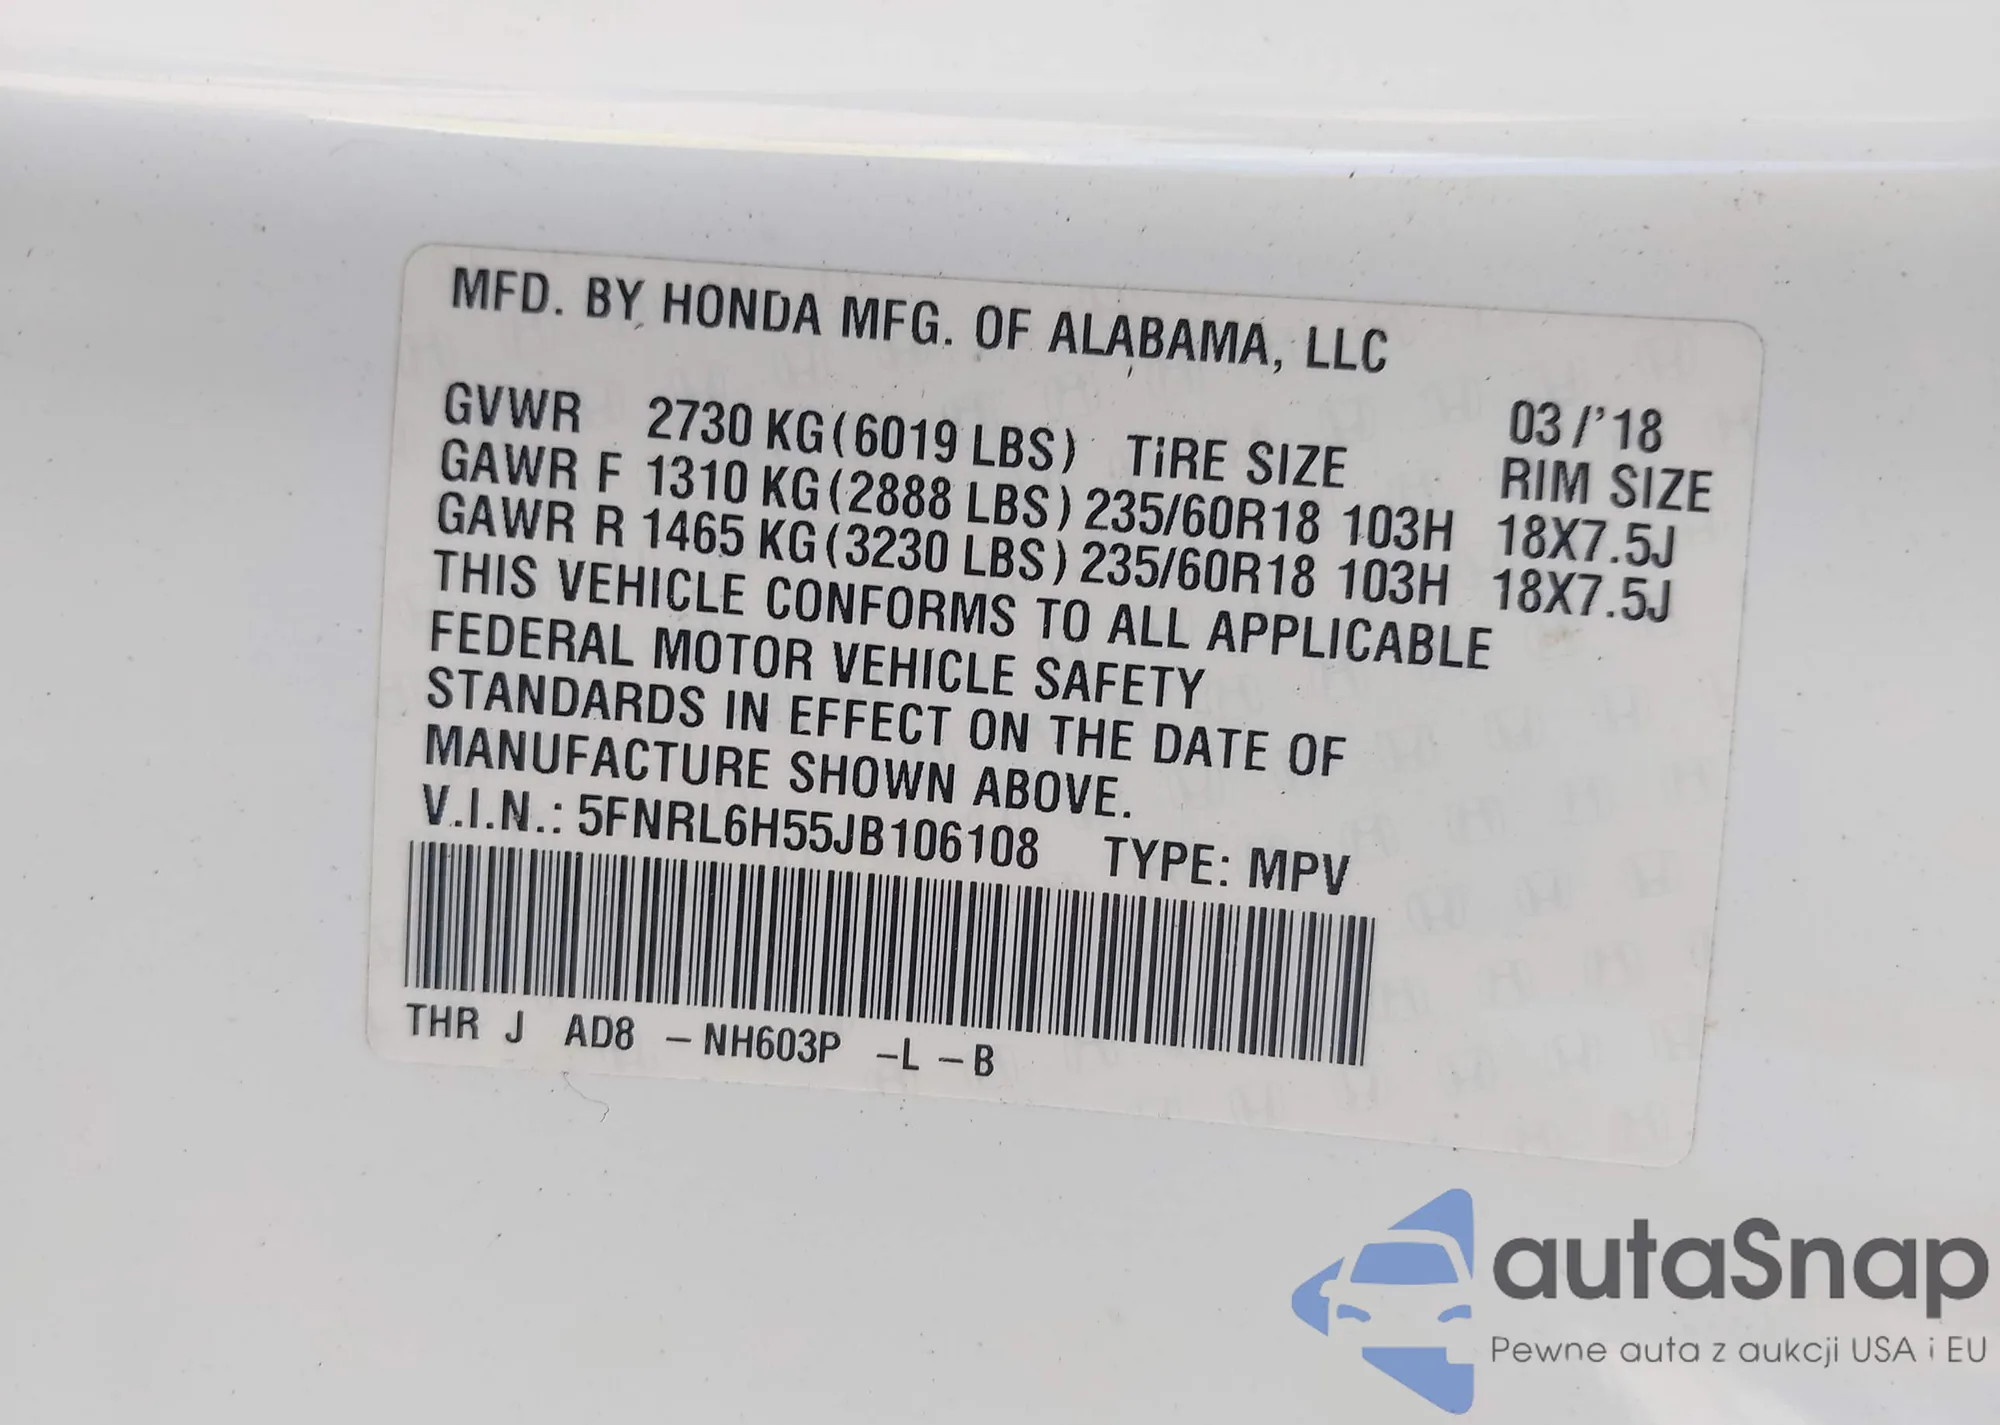 MFD. BY HONDA MFG. OF ALABAMA, LLC
03/'18
GVWR 2730 KG(6019 LBS) TiRE SIZE RIM SIZE
GAWR F 1310 KG(2888 LBS) 235/60R18 103H 18X7.5J
GAWR R 1465 KG(3230 LBS) 235/60R18 103H 18X7.5J
THIS VEHICLE CONFORMS TO ALL APPLICABLE
FEDERAL MOTOR VEHICLE SAFETY
STANDARDS IN EFFECT ON THE DATE OF
MANUFACTURE SHOWN ABOVE.
V.I.N.: 5FNRL6H55JB106108 TYPE: MPV
THR J AD8 -NH603P -L -B
autaSnap
Pewne auta z aukcji USA i EU